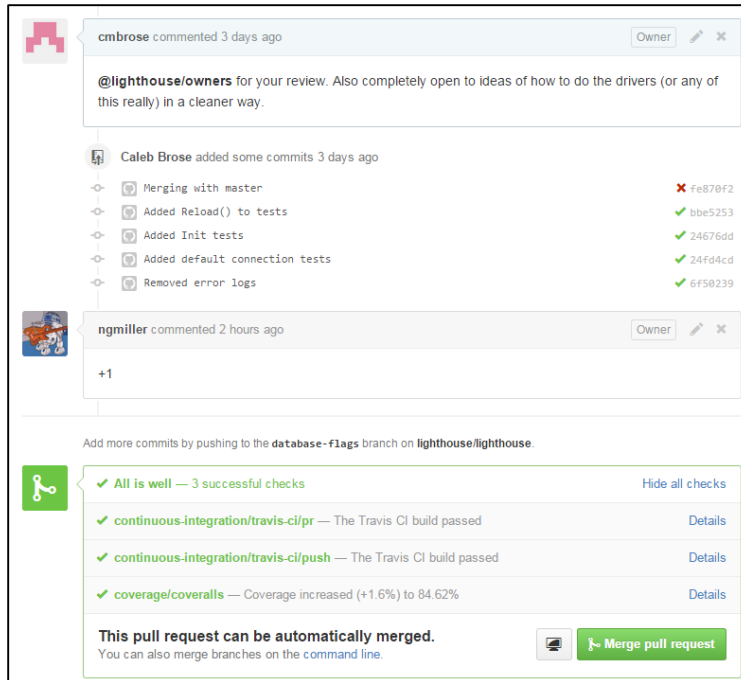 cmbrose commented 3 days ago Owner
@lighthouse/owners for your review. Also completely open to ideas of how to do the drivers (or any
of this really) in a cleaner way.
Caleb Brose added some commits 3 days ago
Merging with master fe870f2
Added Reload() to tests bbe5253
Added Init tests 24676dd
Added default connection tests 24fd4cd
Removed error logs 6f50239
ngmiller commented 2 hours ago Owner
+1
Add more commits by pushing to the database-flags branch on lighthouse/lighthouse.
All is well — 3 successful checks Hide all checks
continuous-integration/travis-ci/pr — The Travis CI build passed Details
continuous-integration/travis-ci/push — The Travis CI build passed Details
coverage/coveralls — Coverage increased (+1.6%) to 84.62% Details
This pull request can be automatically merged.
You can also merge branches on the command line.
Merge pull request